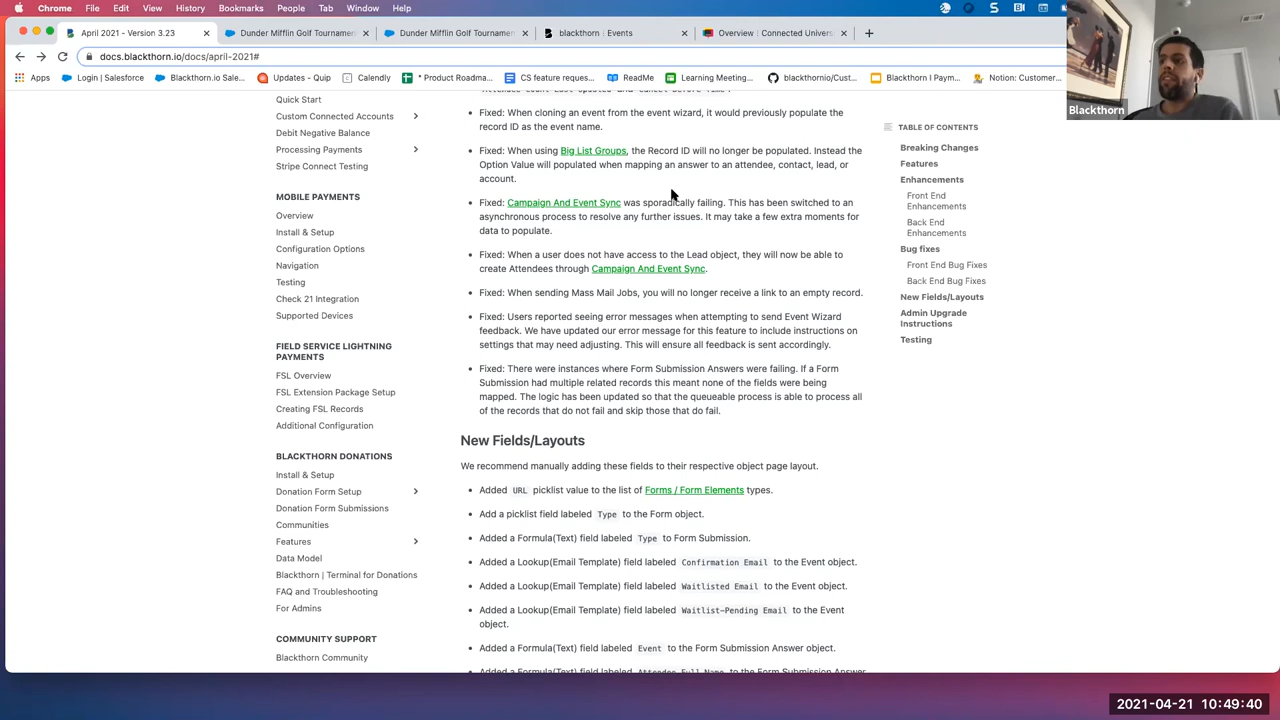 Chrome File Edit View History Bookmarks People Tab Window Help
April 2021 - Version 3.23
Dunder Mifflin Golf Tournamen
Dunder Mifflin Golf Tournamen
blackthorn | Events
Overview | Connected Univers
docs.blackthorn.io/docs/april-2021#
Apps
Login | Salesforce
Blackthorn.io Sale...
Updates - Quip
Calendly
* Product Roadma...
CS feature reques...
ReadMe
Learning Meeting...
blackthornio/Cust...
Blackthorn | Paym...
Notion: Customer...
Blackthorn
Quick Start
Custom Connected Accounts
Debit Negative Balance
Processing Payments
Stripe Connect Testing
MOBILE PAYMENTS
Overview
Install & Setup
Configuration Options
Navigation
Testing
Check 21 Integration
Supported Devices
FIELD SERVICE LIGHTNING
PAYMENTS
FSL Overview
FSL Extension Package Setup
Creating FSL Records
Additional Configuration
BLACKTHORN DONATIONS
Install & Setup
Donation Form Setup
Donation Form Submissions
Communities
Features
Data Model
Blackthorn | Terminal for Donations
FAQ and Troubleshooting
For Admins
COMMUNITY SUPPORT
Blackthorn Community
Fixed: When cloning an event from the event wizard, it would previously populate the
record ID as the event name.
Fixed: When using Big List Groups, the Record ID will no longer be populated. Instead the
Option Value will populated when mapping an answer to an attendee, contact, lead, or
account.
Fixed: Campaign And Event Sync was sporadically failing. This has been switched to an
asynchronous process to resolve any further issues. It may take a few extra moments for
data to populate.
Fixed: When a user does not have access to the Lead object, they will now be able to
create Attendees through Campaign And Event Sync.
Fixed: When sending Mass Mail Jobs, you will no longer receive a link to an empty record.
Fixed: Users reported seeing error messages when attempting to send Event Wizard
feedback. We have updated our error message for this feature to include instructions on
settings that may need adjusting. This will ensure all feedback is sent accordingly.
Fixed: There were instances where Form Submission Answers were failing. If a Form
Submission had multiple related records this meant none of the fields were being
mapped. The logic has been updated so that the queueable process is able to process all
of the records that do not fail and skip those that do fail.
New Fields/Layouts
We recommend manually adding these fields to their respective object page layout.
Added URL picklist value to the list of Forms / Form Elements types.
Add a picklist field labeled Type to the Form object.
Added a Formula(Text) field labeled Type to Form Submission.
Added a Lookup(Email Template) field labeled Confirmation Email to the Event object.
Added a Lookup(Email Template) field labeled Waitlisted Email to the Event object.
Added a Lookup(Email Template) field labeled Waitlist-Pending Email to the Event
object.
Added a Formula(Text) field labeled Event to the Form Submission Answer object.
Added a Formula(Text) field labeled Attendee Full Name to the Form Submission Answer
TABLE OF CONTENTS
Breaking Changes
Features
Enhancements
Front End
Enhancements
Back End
Enhancements
Bug fixes
Front End Bug Fixes
Back End Bug Fixes
New Fields/Layouts
Admin Upgrade
Instructions
Testing
2021-04-21 10:49:40